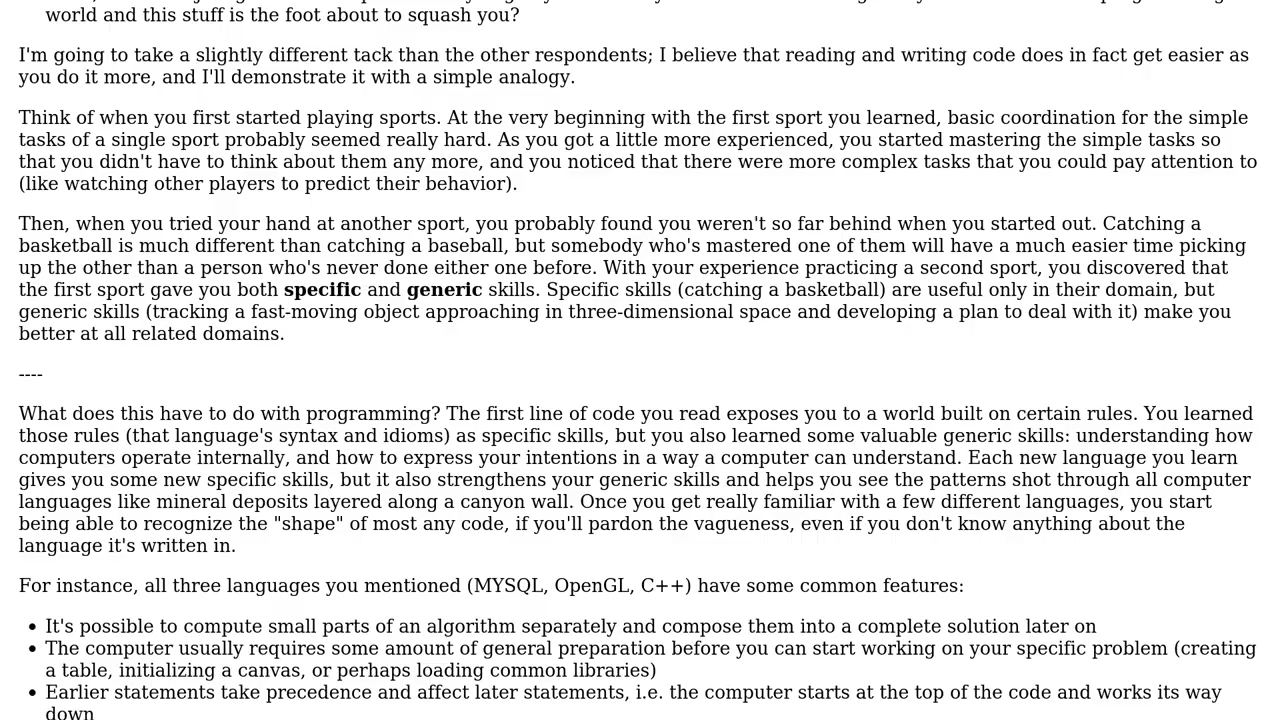 world and this stuff is the foot about to squash you?
I'm going to take a slightly different tack than the other respondents; I believe that reading and writing code does in fact get easier as
you do it more, and I'll demonstrate it with a simple analogy.
Think of when you first started playing sports. At the very beginning with the first sport you learned, basic coordination for the simple
tasks of a single sport probably seemed really hard. As you got a little more experienced, you started mastering the simple tasks so
that you didn't have to think about them any more, and you noticed that there were more complex tasks that you could pay attention to
(like watching other players to predict their behavior).
Then, when you tried your hand at another sport, you probably found you weren't so far behind when you started out. Catching a
basketball is much different than catching a baseball, but somebody who's mastered one of them will have a much easier time picking
up the other than a person who's never done either one before. With your experience practicing a second sport, you discovered that
the first sport gave you both specific and generic skills. Specific skills (catching a basketball) are useful only in their domain, but
generic skills (tracking a fast-moving object approaching in three-dimensional space and developing a plan to deal with it) make you
better at all related domains.
----
What does this have to do with programming? The first line of code you read exposes you to a world built on certain rules. You learned
those rules (that language's syntax and idioms) as specific skills, but you also learned some valuable generic skills: understanding how
computers operate internally, and how to express your intentions in a way a computer can understand. Each new language you learn
gives you some new specific skills, but it also strengthens your generic skills and helps you see the patterns shot through all computer
languages like mineral deposits layered along a canyon wall. Once you get really familiar with a few different languages, you start
being able to recognize the "shape" of most any code, if you'll pardon the vagueness, even if you don't know anything about the
language it's written in.
For instance, all three languages you mentioned (MYSQL, OpenGL, C++) have some common features:
• It's possible to compute small parts of an algorithm separately and compose them into a complete solution later on
• The computer usually requires some amount of general preparation before you can start working on your specific problem (creating
a table, initializing a canvas, or perhaps loading common libraries)
• Earlier statements take precedence and affect later statements, i.e. the computer starts at the top of the code and works its way
down